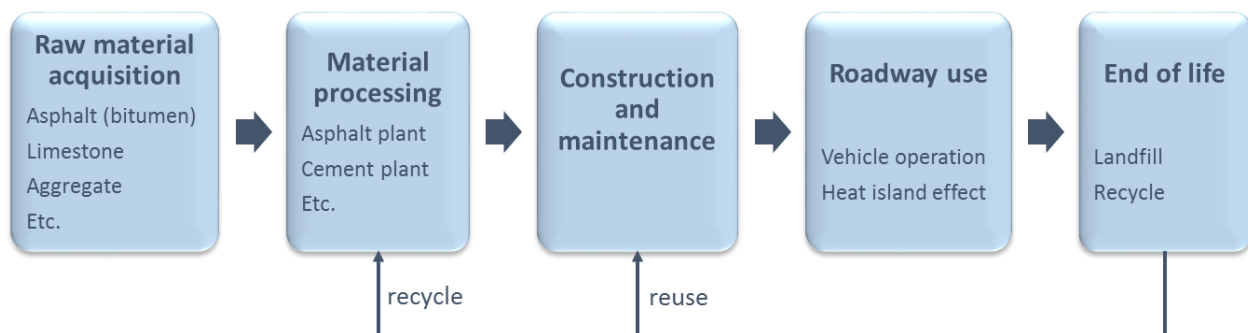 Raw material
acquisition
Asphalt (bitumen)
Limestone
Aggregate
Etc.
Material
processing
Asphalt plant
Cement plant
Etc.
Construction
and
maintenance
Roadway use
Vehicle operation
Heat island effect
End of life
Landfill
Recycle
recycle
reuse